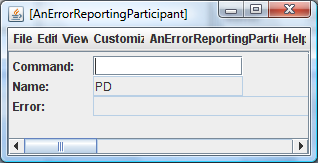 [AnErrorReportingParticipant]
File Edit View Customiz AnErrorReportingPartic Help
Command:
Name: PD
Error: